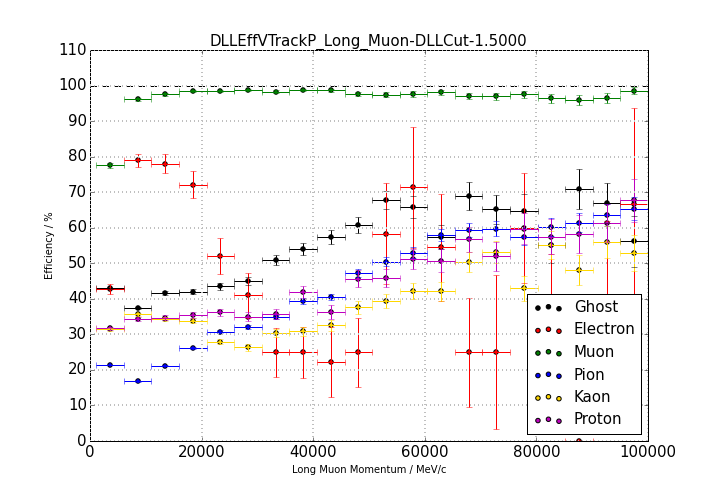 DLLEffVTrackP_Long_Muon-DLLCut-1.5000
110
100
90
80
70
60
50
40
30
20
10
0
Efficiency / %
0
20000
40000
60000
80000
100000
Long Muon Momentum / MeV/c
Ghost
Electron
Muon
Pion
Kaon
Proton